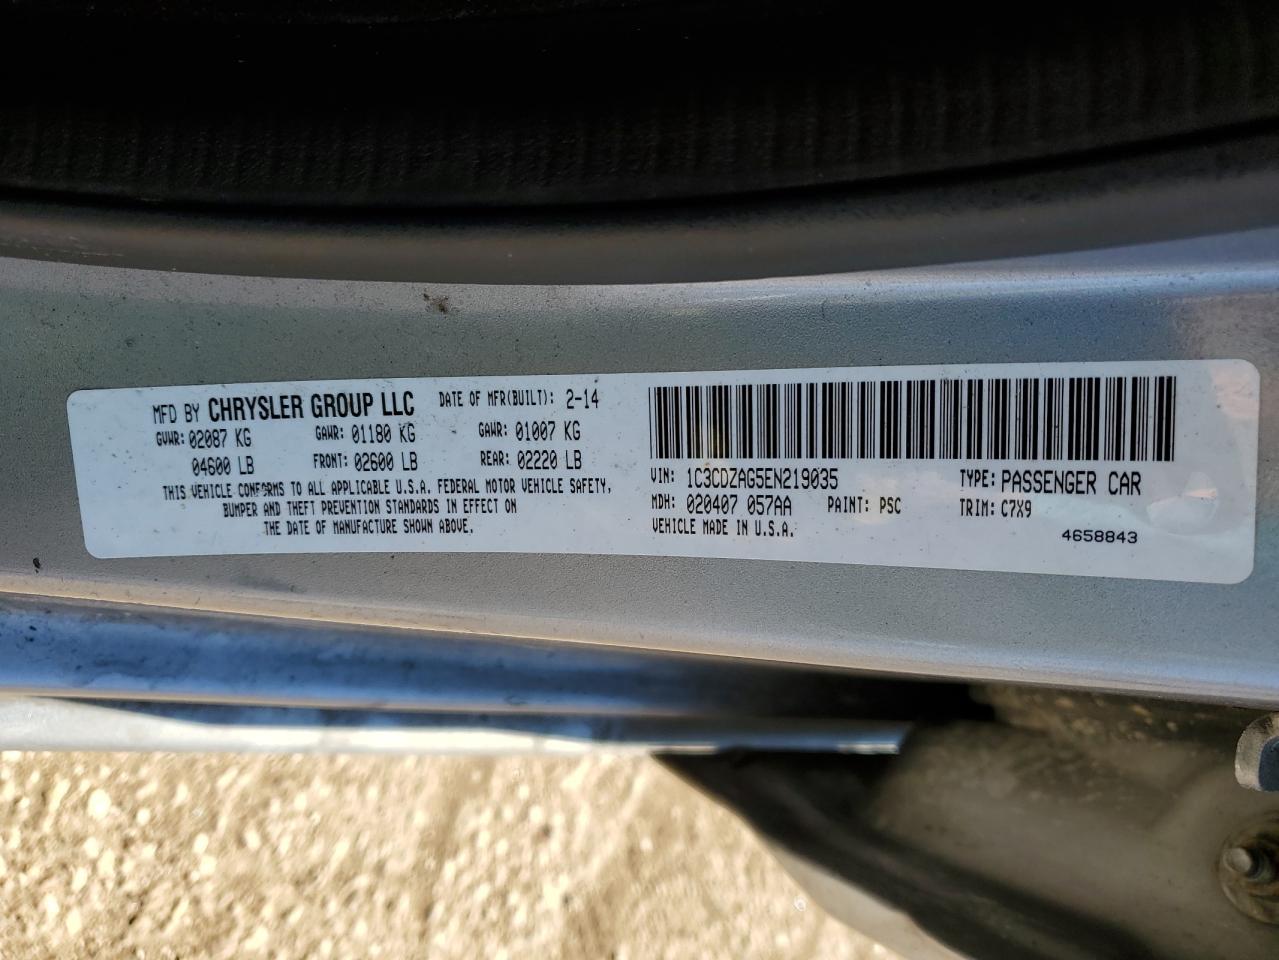 MFD BY CHRYSLER GROUP LLC DATE OF MFR(BUILT): 2-14
GVWR: 02087 KG GAWR: 01180 KG GAWR: 01007 KG
04600 LB FRONT: 02600 LB REAR: 02220 LB
THIS VEHICLE CONFORMS TO ALL APPLICABLE U.S.A. FEDERAL MOTOR VEHICLE SAFETY,
BUMPER AND THEFT PREVENTION STANDARDS IN EFFECT ON
THE DATE OF MANUFACTURE SHOWN ABOVE.
VIN: 1C3CDZAG5EN219035 TYPE: PASSENGER CAR
MDH: 020407 057AA PAINT: PSC TRIM: C7X9
VEHICLE MADE IN U.S.A.
4658843